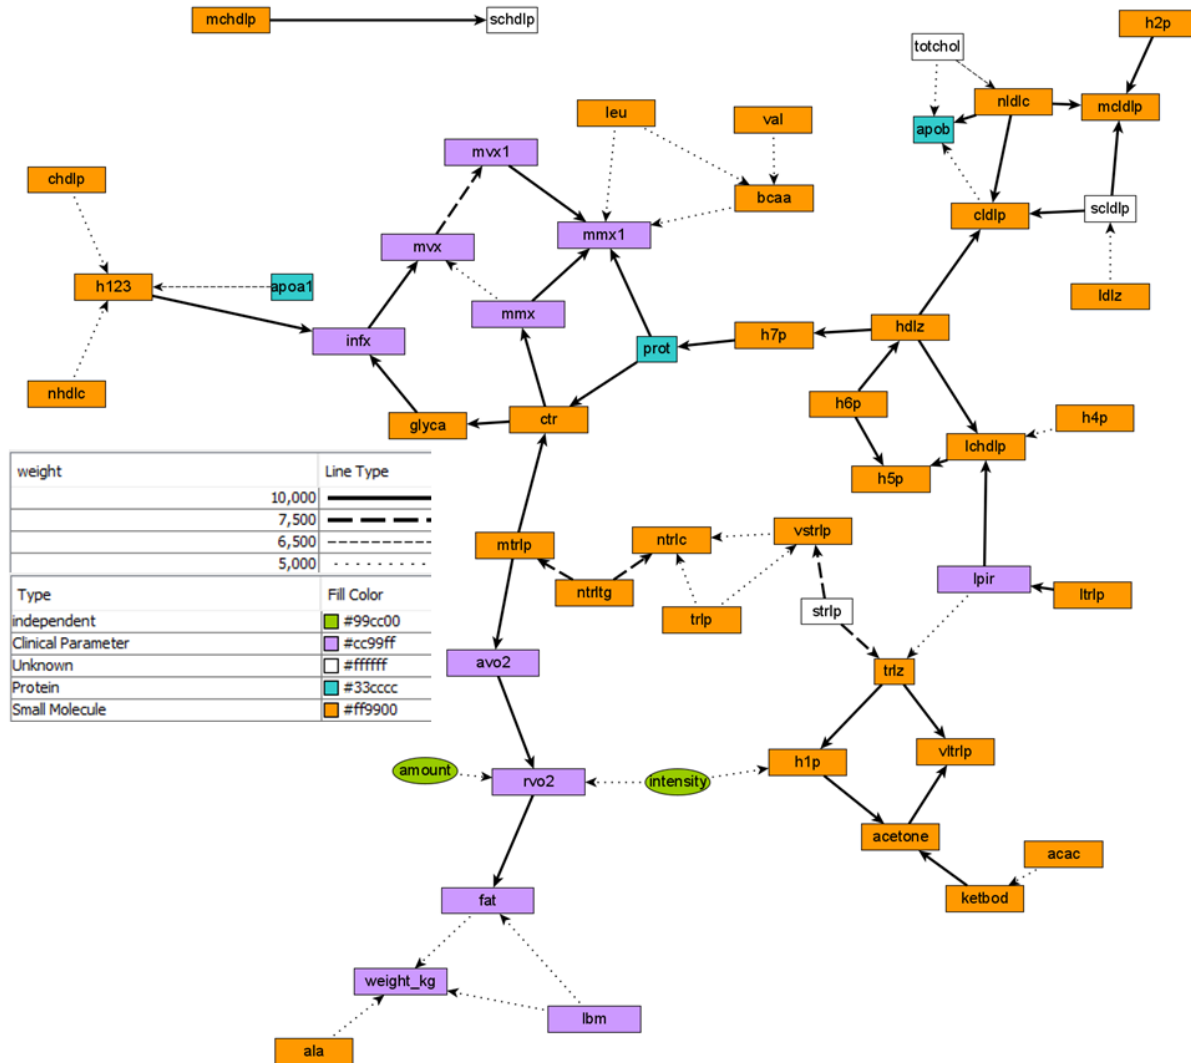 mchdlp
schdlp
h2p
totchol
nldlc
mcldlp
leu
val
apob
mvx1
chdlp
bcaa
scldlp
cldlp
mvx
mmx1
h123
apoa1
ldlz
mmx
infx
prot
h7p
hdlz
nhdlc
glyca
ctr
h6p
h4p
lchdlp
h5p
weight Line Type
10,000
7,500
6,500
5,000
Type Fill Color
independent #99cc00
Clinical Parameter #cc99ff
Unknown #ffffff
Protein #33cccc
Small Molecule #ff9900
mtrlp
ntrlc
vstrlp
ntrltg
trlp
strlp
lpir
ltrlp
avo2
trlz
amount
rvo2
intensity
h1p
vltrlp
acetone
acac
fat
ketbod
weight_kg
lbm
ala